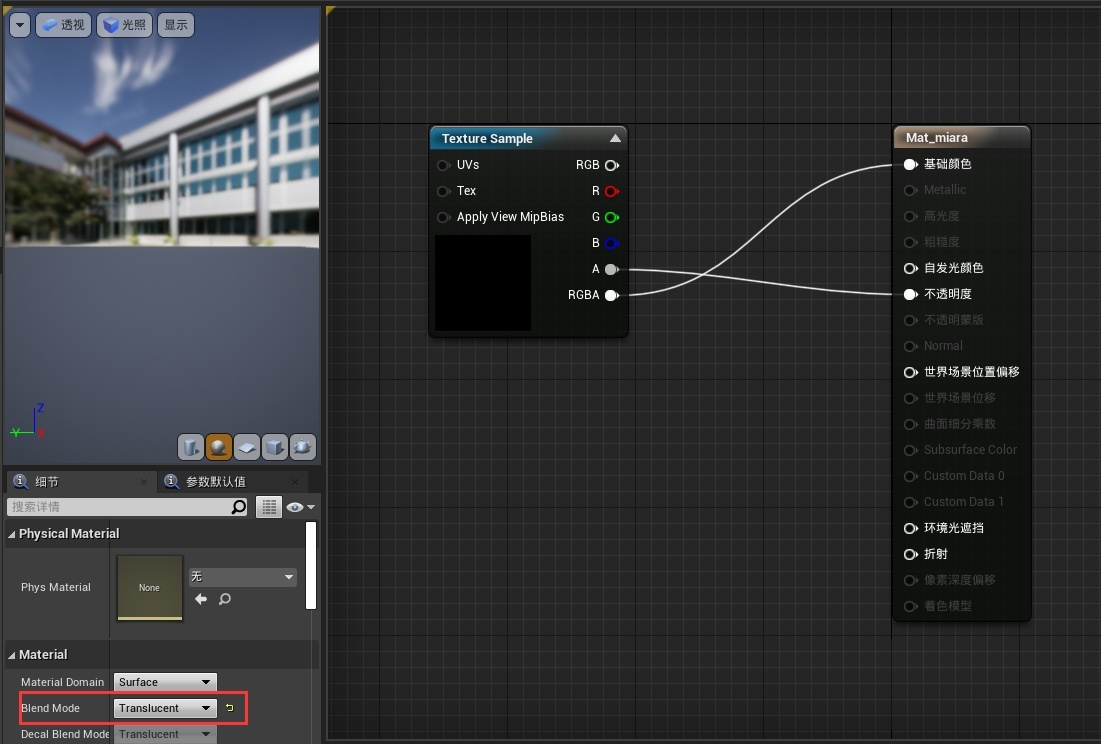 透视
光照
显示
Z
Y
X
细节
参数默认值
搜索详情
Physical Material
Phys Material
None
无
Material
Material Domain
Surface
Blend Mode
Translucent
Decal Blend Mode
Translucent
Texture Sample
UVs
RGB
Tex
R
Apply View MipBias
G
B
A
RGBA
Mat_miara
基础颜色
Metallic
高光度
粗糙度
自发光颜色
不透明度
不透明蒙版
Normal
世界场景位置偏移
世界场景位移
曲面细分乘数
Subsurface Color
Custom Data 0
Custom Data 1
环境光遮挡
折射
像素深度偏移
着色模型